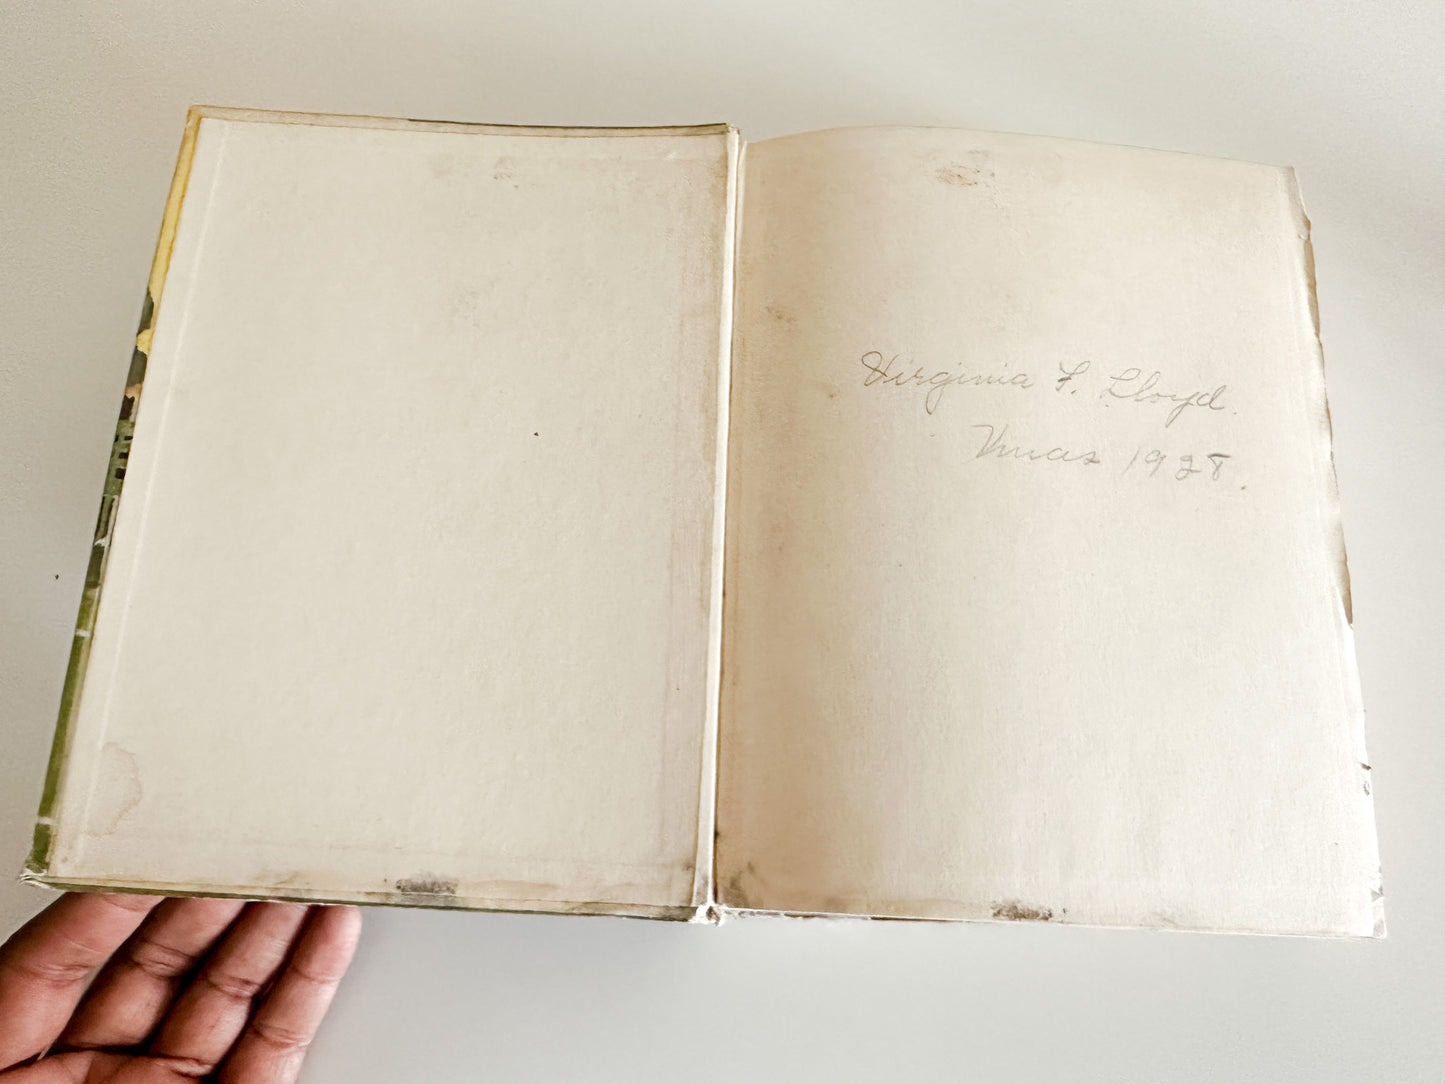 Virginia F. Lloyd.
Xmas 1928.